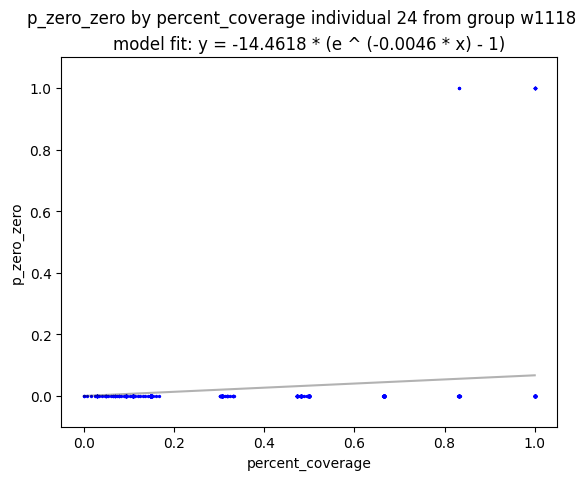 p_zero_zero by percent_coverage individual 24 from group w1118
model fit: y = -14.4618 * (e ^ (-0.0046 * x) - 1)
1.0
0.8
0.6
0.4
0.2
0.0
p_zero_zero
0.0 0.2 0.4 0.6 0.8 1.0
percent_coverage